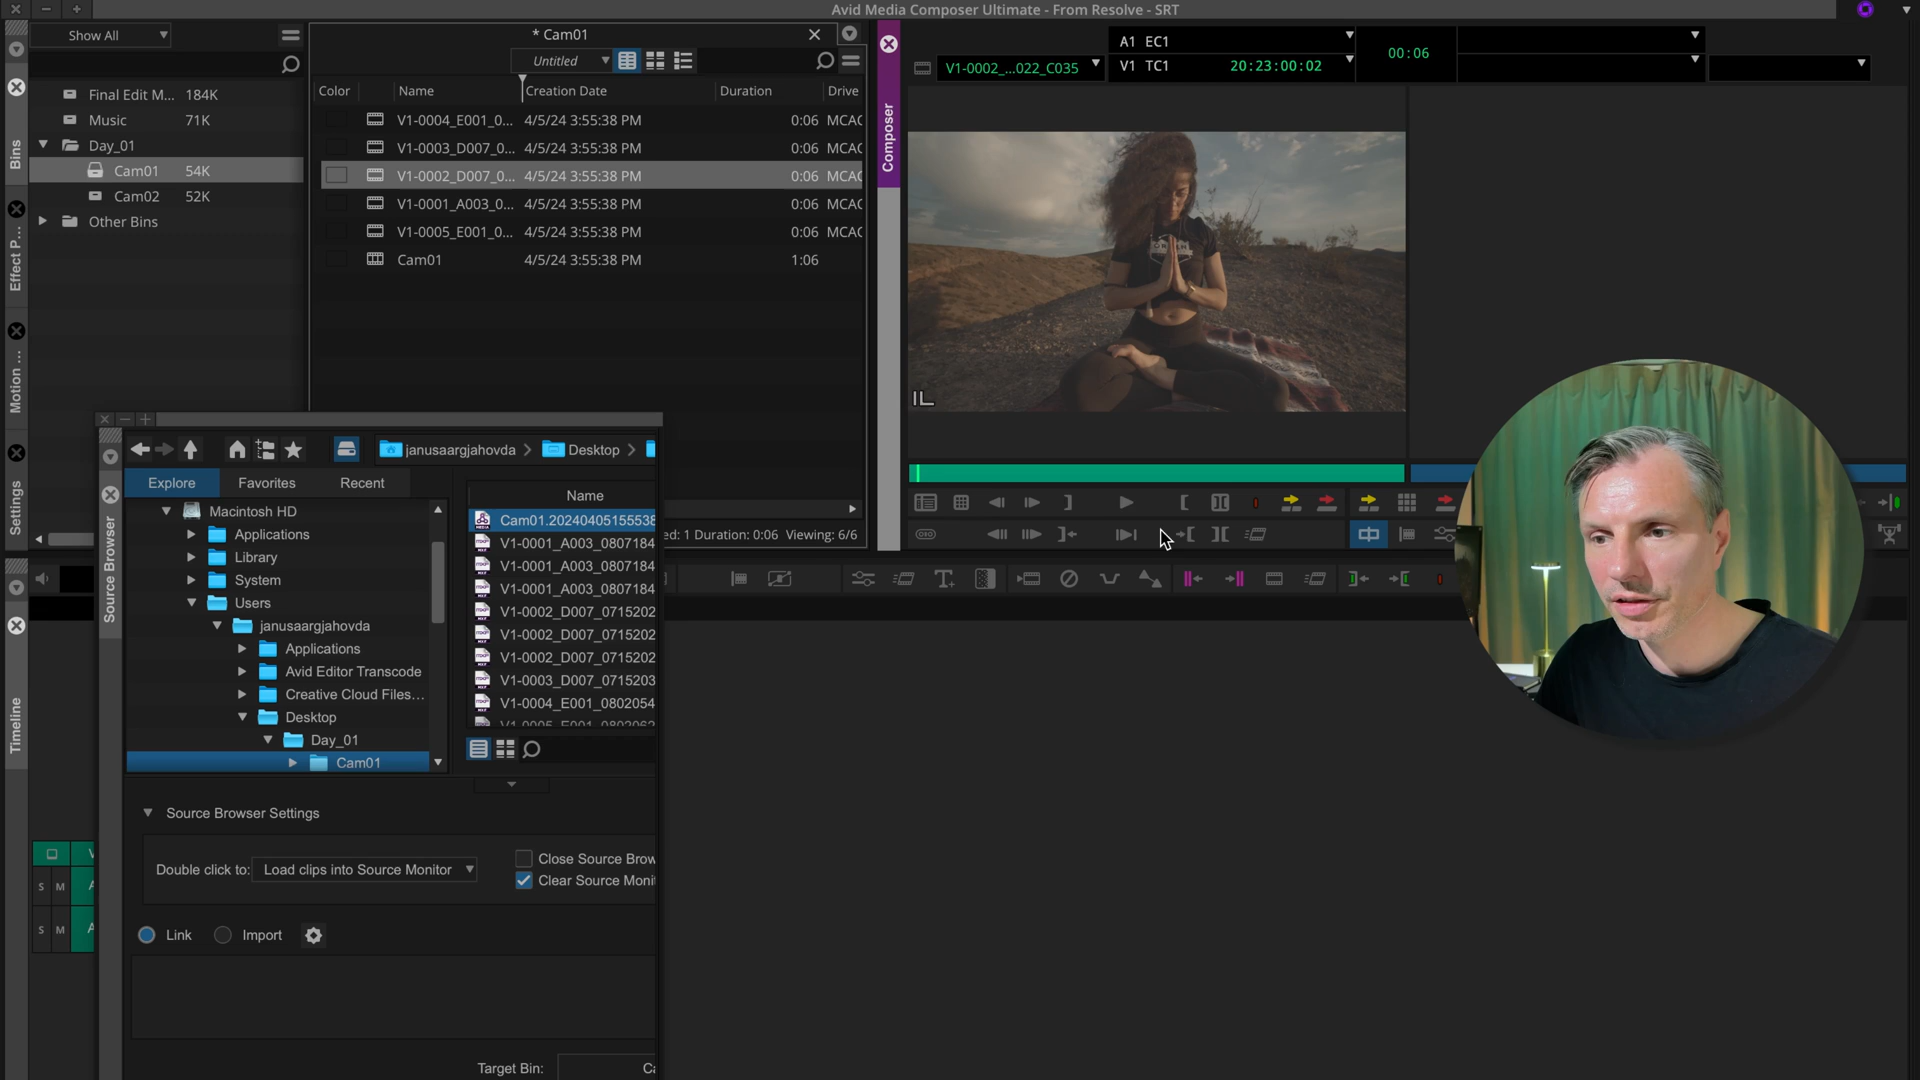 Avid Media Composer Ultimate - From Resolve - SRT
Show All
* Cam01
Untitled
Color Name Creation Date Duration Drive
Bins
Final Edit M... 184K
Music 71K
Day_01
Cam01 54K
Cam02 52K
Other Bins
V1-0004_E001_0... 4/5/24 3:55:38 PM 0:06 MCAC
V1-0003_D007_0... 4/5/24 3:55:38 PM 0:06 MCAC
V1-0002_D007_0... 4/5/24 3:55:38 PM 0:06 MCAC
V1-0001_A003_0... 4/5/24 3:55:38 PM 0:06 MCAC
V1-0005_E001_0... 4/5/24 3:55:38 PM 0:06 MCAC
Cam01 4/5/24 3:55:38 PM 1:06
Effect P...
Motion ...
Settings
Timeline
Composer
V1-0002_...022_C035
A1 EC1
V1 TC1 20:23:00:02
00:06
IL
ed: 1 Duration: 0:06 Viewing: 6/6
Source Browser
janusaargjahovda
Desktop
Explore Favorites Recent
Macintosh HD
Applications
Library
System
Users
janusaargjahovda
Applications
Avid Editor Transcode
Creative Cloud Files...
Desktop
Day_01
Cam01
Name
Cam01.20240405155538
V1-0001_A003_0807184
V1-0001_A003_0807184
V1-0001_A003_0807184
V1-0002_D007_0715202
V1-0002_D007_0715202
V1-0002_D007_0715202
V1-0003_D007_0715203
V1-0004_E001_0802054
V1-0005_E001_0802062
Source Browser Settings
Double click to: Load clips into Source Monitor
Close Source Brow
Clear Source Monit
Link Import
Target Bin: Ca
S M
S M